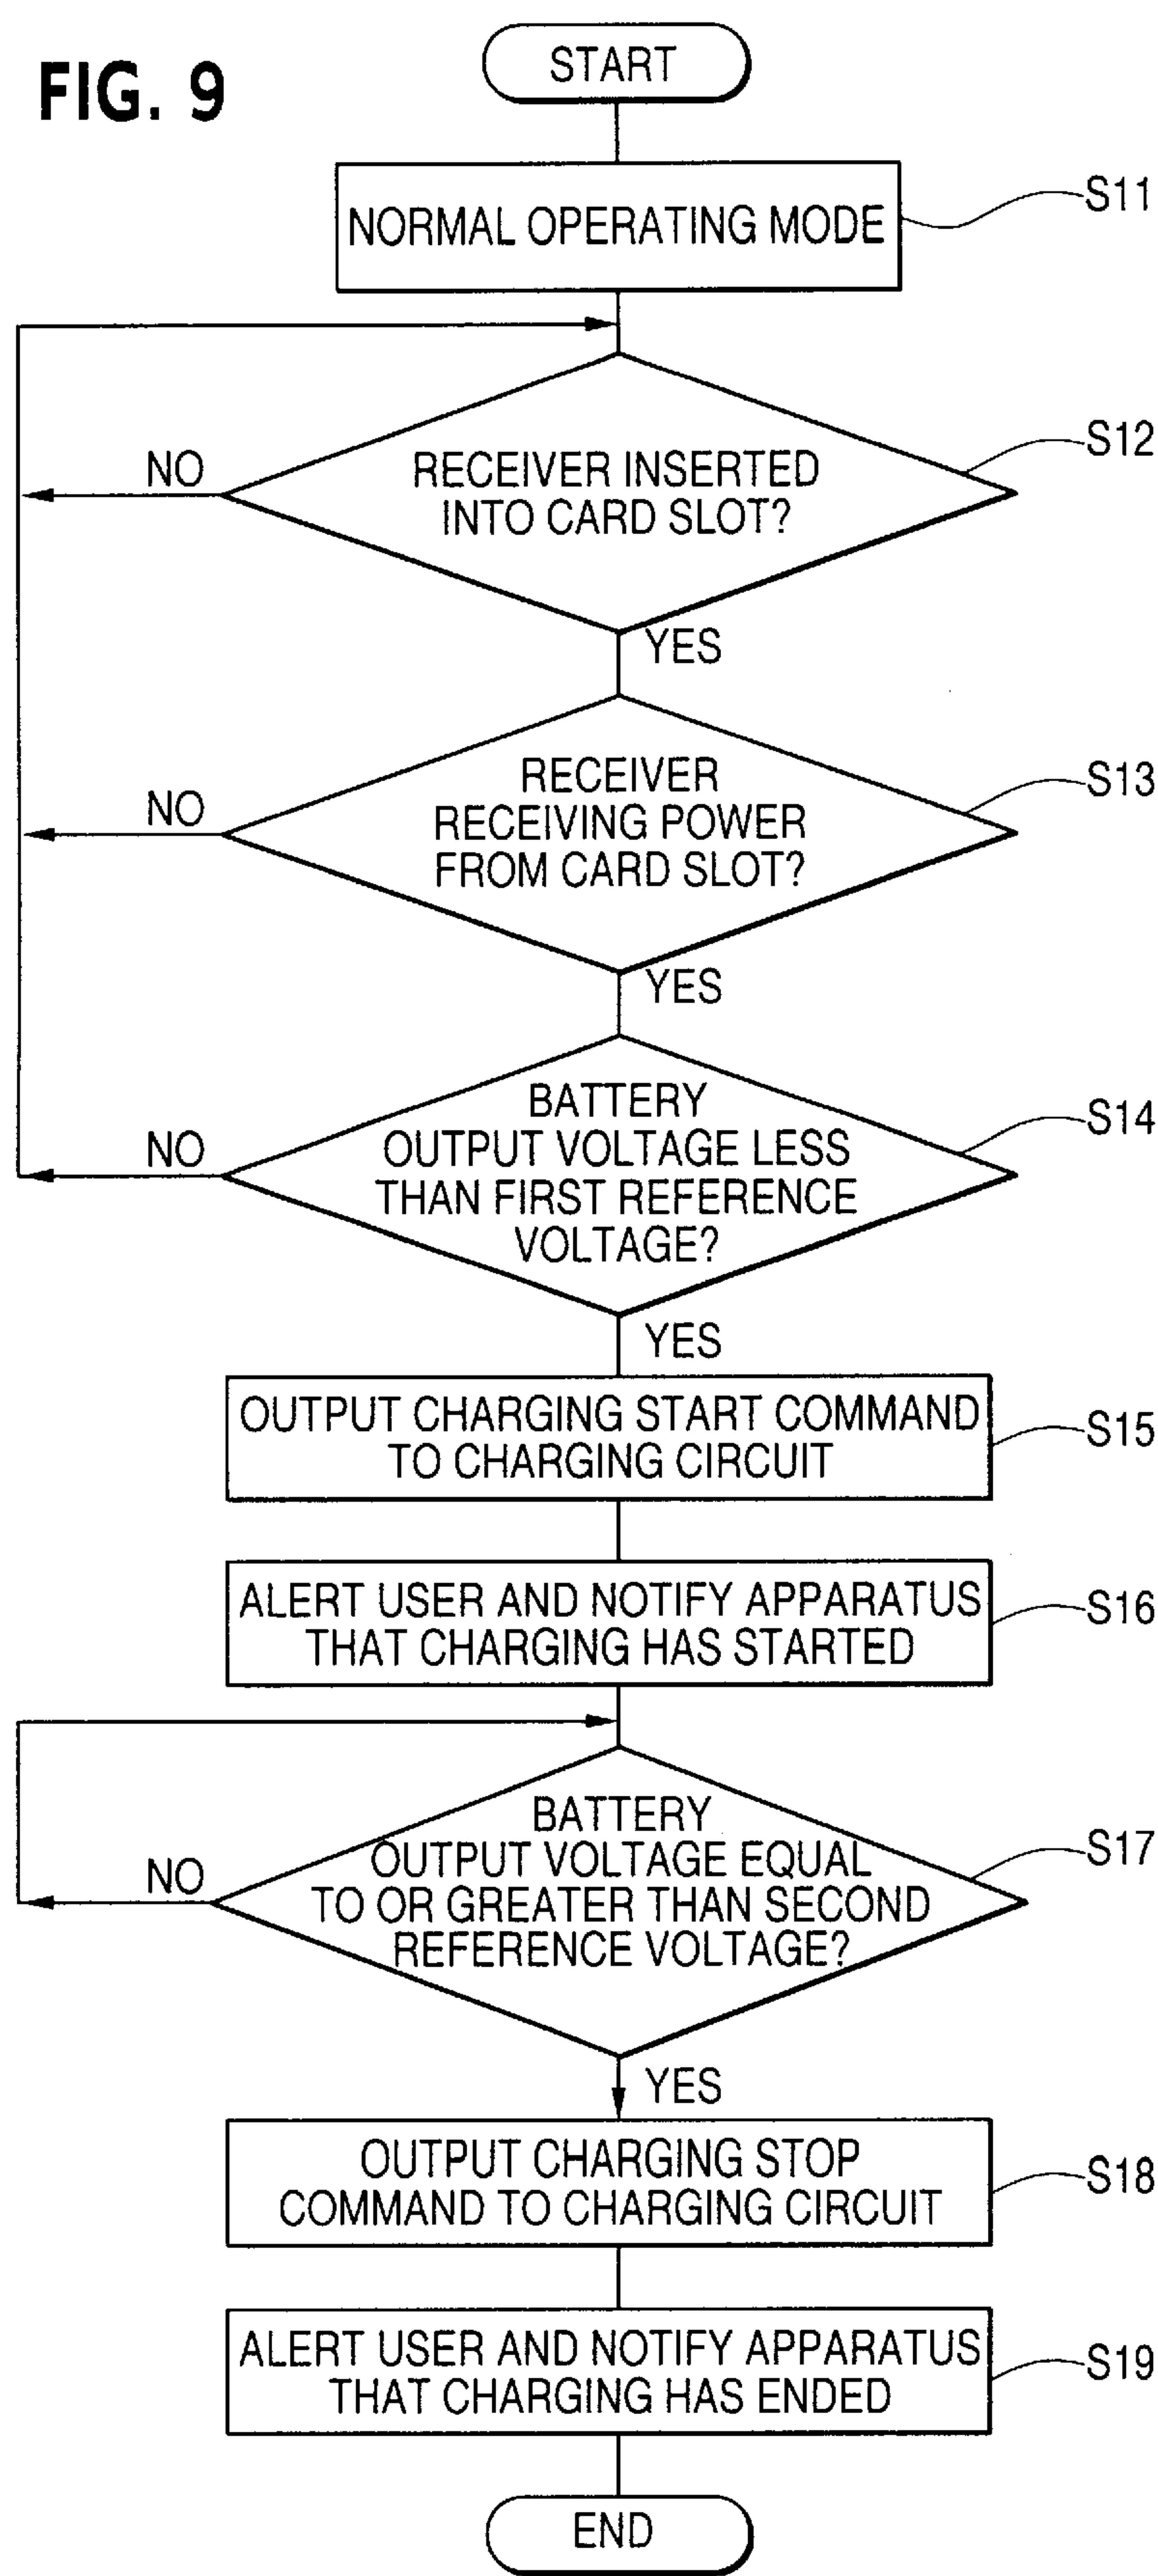 FIG. 9
START
NORMAL OPERATING MODE
S11
RECEIVER INSERTED
INTO CARD SLOT?
S12
NO
YES
RECEIVER
RECEIVING POWER
FROM CARD SLOT?
S13
NO
YES
BATTERY
OUTPUT VOLTAGE LESS
THAN FIRST REFERENCE
VOLTAGE?
S14
NO
YES
OUTPUT CHARGING START COMMAND
TO CHARGING CIRCUIT
S15
ALERT USER AND NOTIFY APPARATUS
THAT CHARGING HAS STARTED
S16
BATTERY
OUTPUT VOLTAGE EQUAL
TO OR GREATER THAN SECOND
REFERENCE VOLTAGE?
S17
NO
YES
OUTPUT CHARGING STOP
COMMAND TO CHARGING CIRCUIT
S18
ALERT USER AND NOTIFY APPARATUS
THAT CHARGING HAS ENDED
S19
END